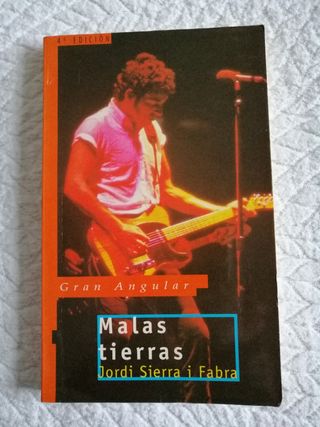 4ª EDICIÓN
Gran Angular
Malas
tierras
Jordi Sierra i Fabra